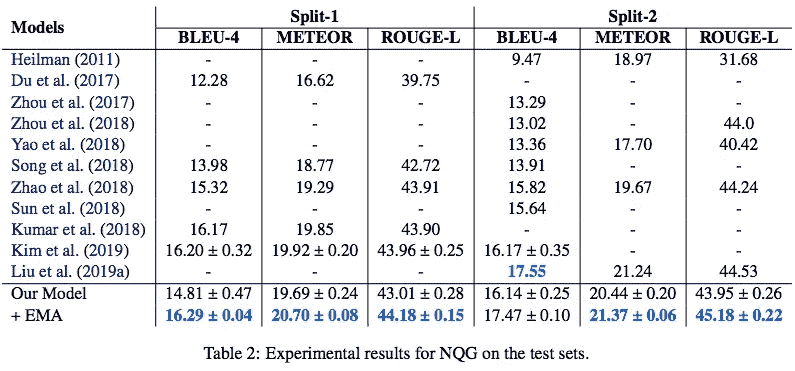 Models Split-1 Split-2
BLEU-4 METEOR ROUGE-L BLEU-4 METEOR ROUGE-L
Heilman (2011) - - - 9.47 18.97 31.68
Du et al. (2017) 12.28 16.62 39.75 - - -
Zhou et al. (2017) - - - 13.29 - -
Zhou et al. (2018) - - - 13.02 - 44.0
Yao et al. (2018) - - - 13.36 17.70 40.42
Song et al. (2018) 13.98 18.77 42.72 13.91 - -
Zhao et al. (2018) 15.32 19.29 43.91 15.82 19.67 44.24
Sun et al. (2018) - - - 15.64 - -
Kumar et al. (2018) 16.17 19.85 43.90 - - -
Kim et al. (2019) 16.20 ± 0.32 19.92 ± 0.20 43.96 ± 0.25 16.17 ± 0.35 - -
Liu et al. (2019a) - - - 17.55 21.24 44.53
Our Model 14.81 ± 0.47 19.69 ± 0.24 43.01 ± 0.28 16.14 ± 0.25 20.44 ± 0.20 43.95 ± 0.26
+ EMA 16.29 ± 0.04 20.70 ± 0.08 44.18 ± 0.15 17.47 ± 0.10 21.37 ± 0.06 45.18 ± 0.22
Table 2: Experimental results for NQG on the test sets.